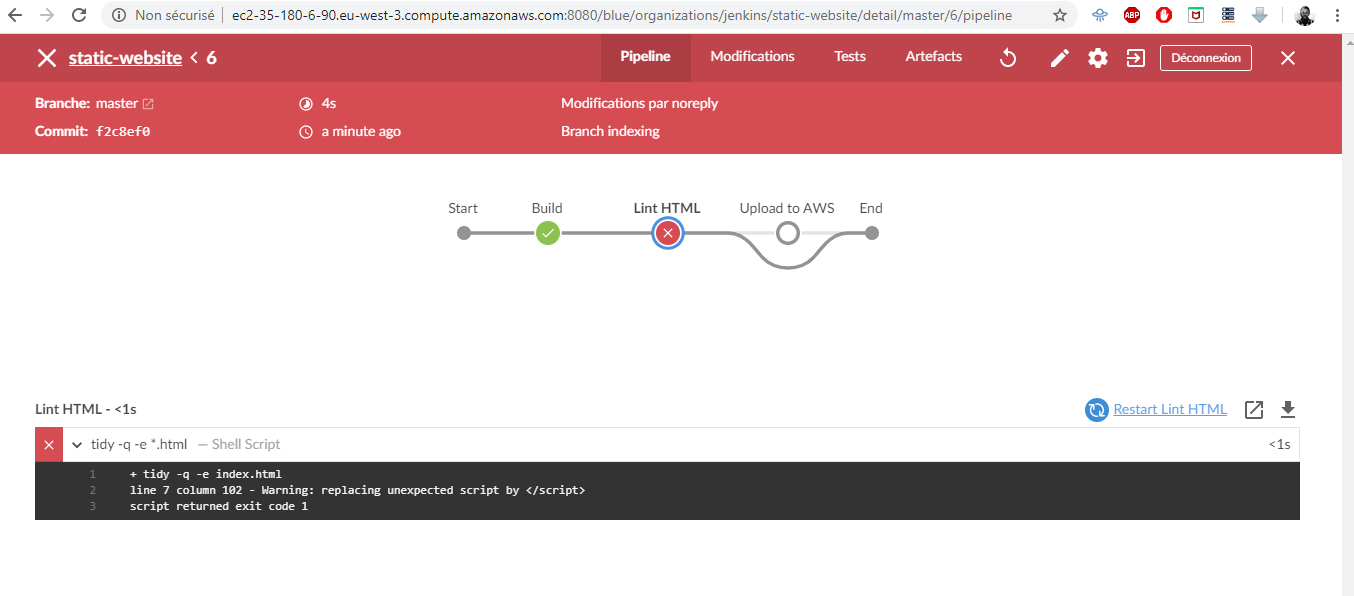 Non sécurisé | ec2-35-180-6-90.eu-west-3.compute.amazonaws.com:8080/blue/organizations/jenkins/static-website/detail/master/6/pipeline
ABP
static-website < 6
Pipeline
Modifications
Tests
Artefacts
Déconnexion
Branche: master
4s
Modifications par noreply
Commit: f2c8ef0
a minute ago
Branch indexing
Start
Build
Lint HTML
Upload to AWS
End
Lint HTML - <1s
Restart Lint HTML
tidy -q -e *.html — Shell Script
<1s
1 + tidy -q -e index.html
2 line 7 column 102 - Warning: replacing unexpected script by </script>
3 script returned exit code 1